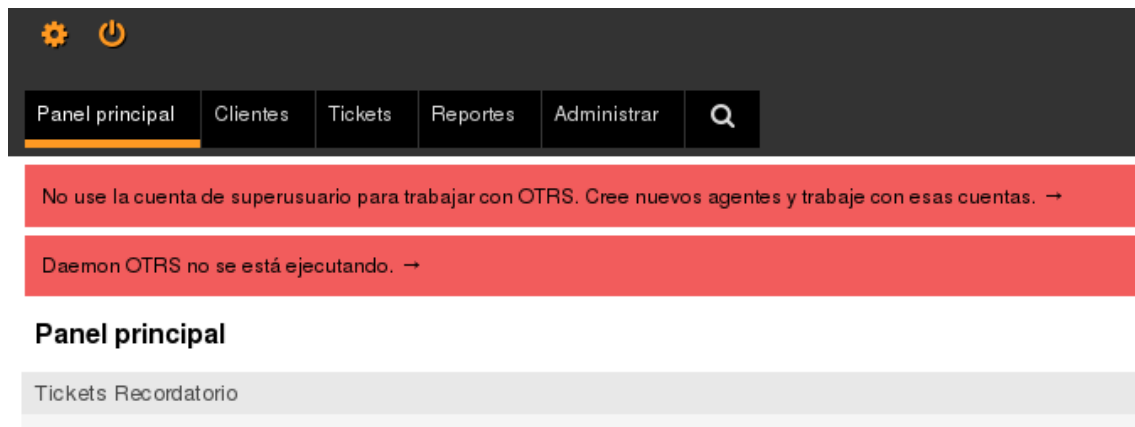 Panel principal Clientes Tickets Reportes Administrar
No use la cuenta de superusuario para trabajar con OTRS. Cree nuevos agentes y trabaje con esas cuentas. →
Daemon OTRS no se está ejecutando. →
Panel principal
Tickets Recordatorio